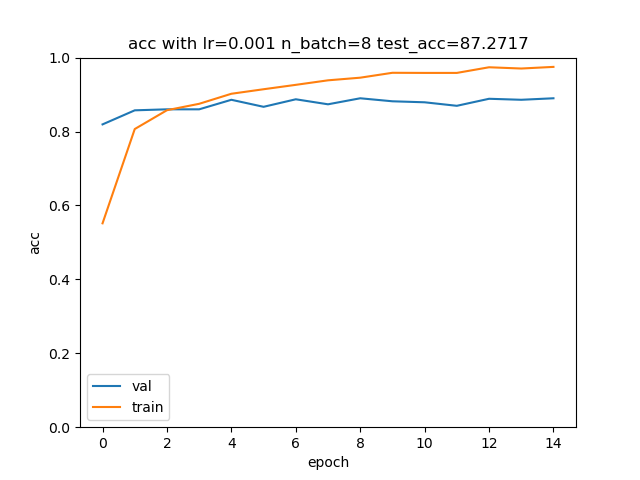 acc with lr=0.001 n_batch=8 test_acc=87.2717
1.0
0.8
0.6
0.4
0.2
0.0
acc
val
train
0 2 4 6 8 10 12 14
epoch